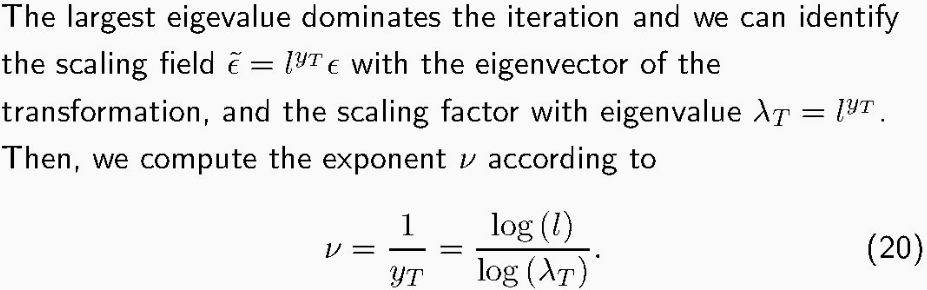 The largest eigevalue dominates the iteration and we can identify
the scaling field ϵ̃ = l^{y_T} ϵ with the eigenvector of the
transformation, and the scaling factor with eigenvalue λ_T = l^{y_T}.
Then, we compute the exponent ν according to
ν = 1/y_T = log (l)/log (λ_T). (20)